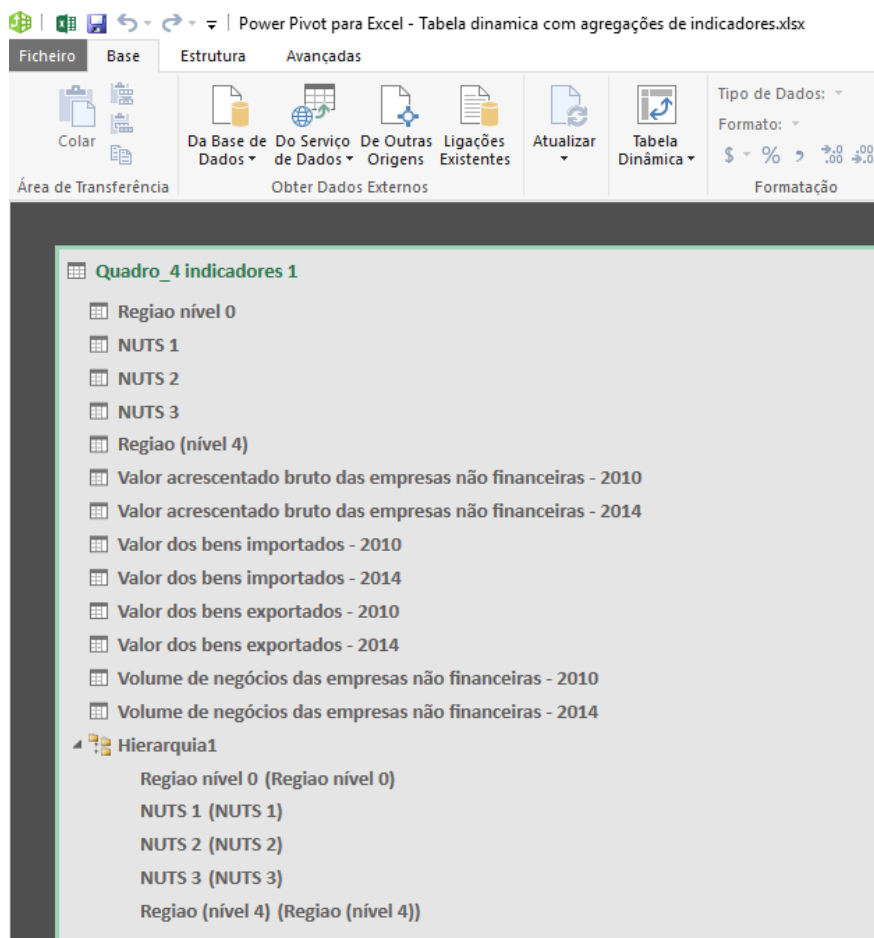 Power Pivot para Excel - Tabela dinamica com agregações de indicadores.xlsx
Ficheiro Base Estrutura Avançadas
Colar
Área de Transferência
Da Base de Dados
Do Serviço de Dados
De Outras Origens
Ligações Existentes
Obter Dados Externos
Atualizar
Tabela Dinâmica
Tipo de Dados:
Formato:
$ % , .00 .0
Formatação
Quadro_4 indicadores 1
Regiao nível 0
NUTS 1
NUTS 2
NUTS 3
Regiao (nível 4)
Valor acrescentado bruto das empresas não financeiras - 2010
Valor acrescentado bruto das empresas não financeiras - 2014
Valor dos bens importados - 2010
Valor dos bens importados - 2014
Valor dos bens exportados - 2010
Valor dos bens exportados - 2014
Volume de negócios das empresas não financeiras - 2010
Volume de negócios das empresas não financeiras - 2014
Hierarquia1
Regiao nível 0 (Regiao nível 0)
NUTS 1 (NUTS 1)
NUTS 2 (NUTS 2)
NUTS 3 (NUTS 3)
Regiao (nível 4) (Regiao (nível 4))